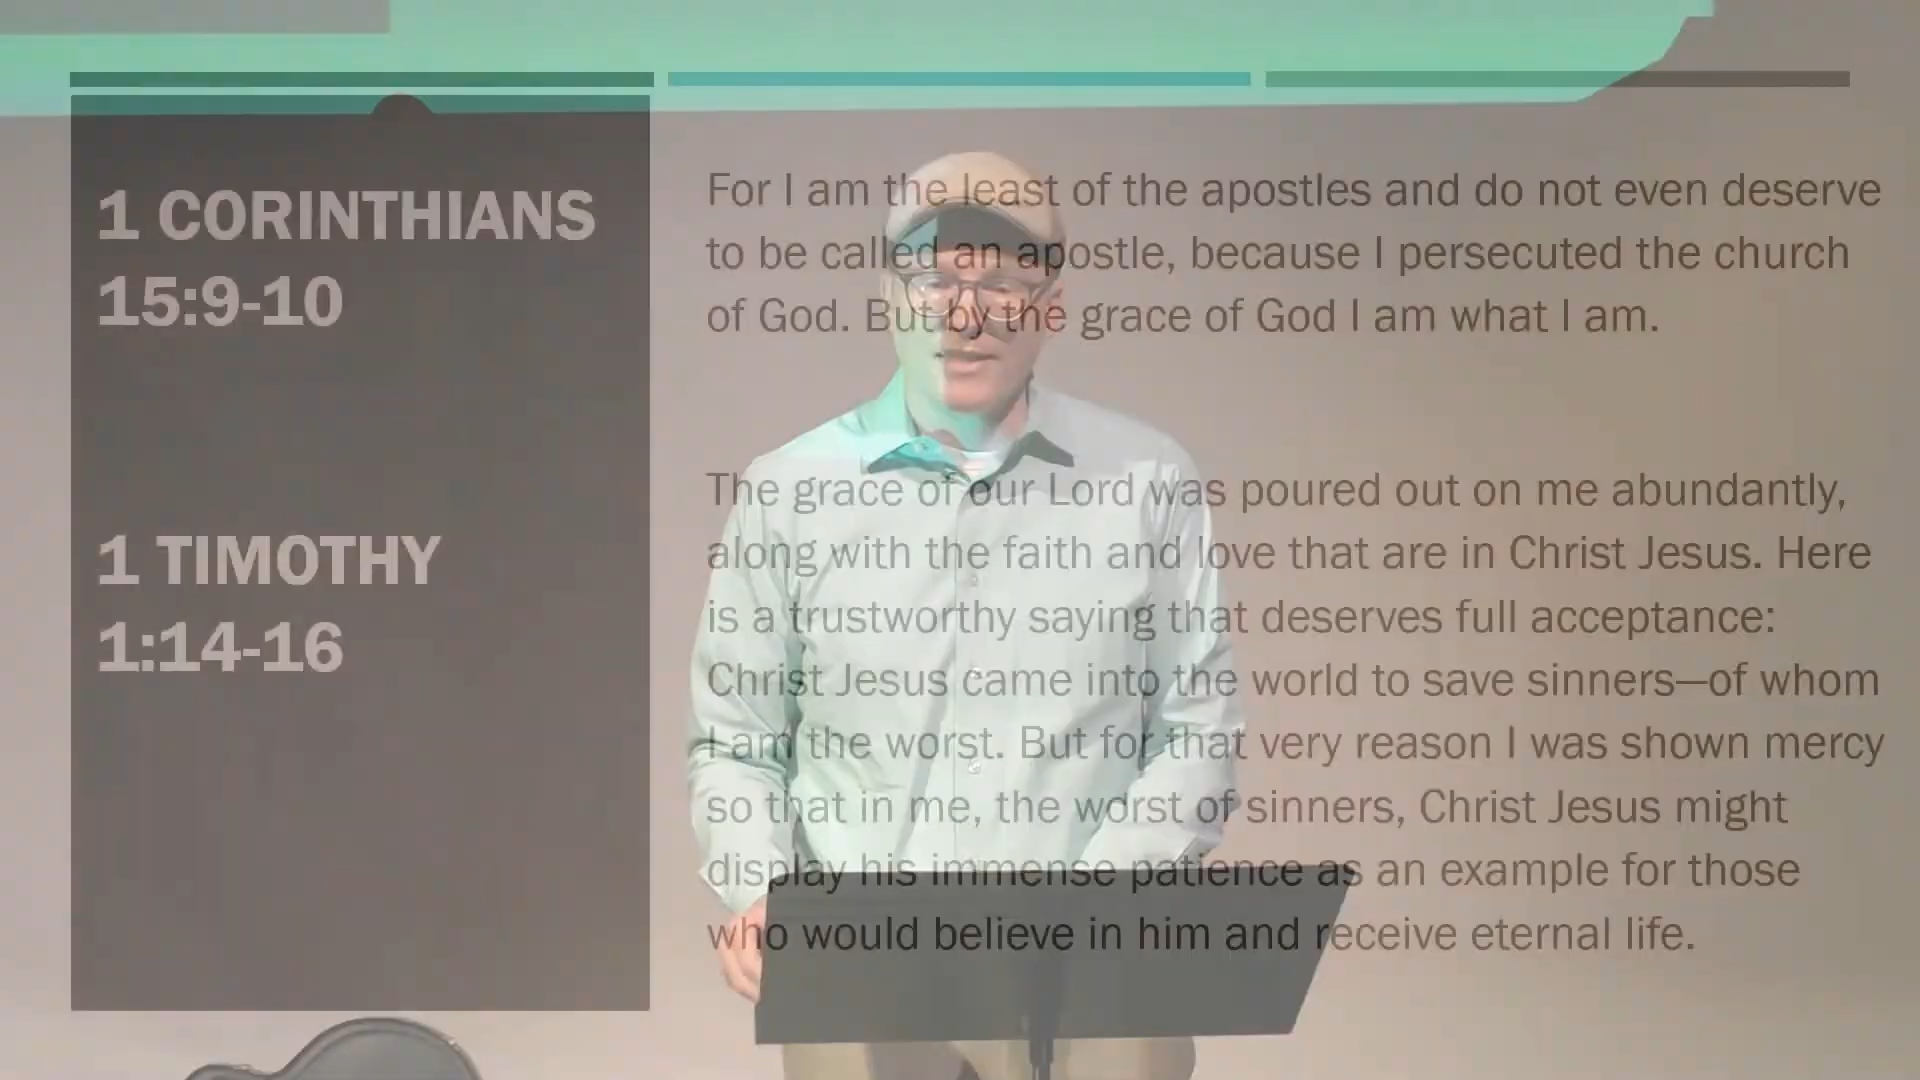 1 CORINTHIANS
15:9-10
For I am the least of the apostles and do not even deserve
to be called an apostle, because I persecuted the church
of God. But by the grace of God I am what I am.
1 TIMOTHY
1:14-16
The grace of our Lord was poured out on me abundantly,
along with the faith and love that are in Christ Jesus. Here
is a trustworthy saying that deserves full acceptance:
Christ Jesus came into the world to save sinners—of whom
I am the worst. But for that very reason I was shown mercy
so that in me, the worst of sinners, Christ Jesus might
display his immense patience as an example for those
who would believe in him and receive eternal life.